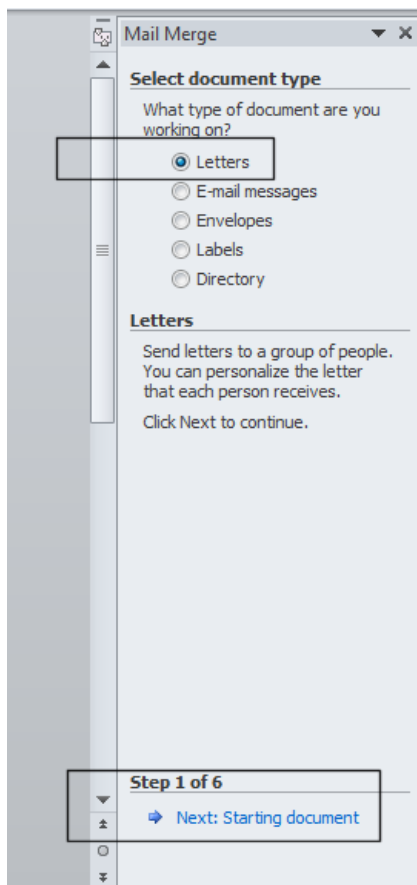 Mail Merge
Select document type
What type of document are you
working on?
Letters
E-mail messages
Envelopes
Labels
Directory
Letters
Send letters to a group of people.
You can personalize the letter
that each person receives.
Click Next to continue.
Step 1 of 6
Next: Starting document